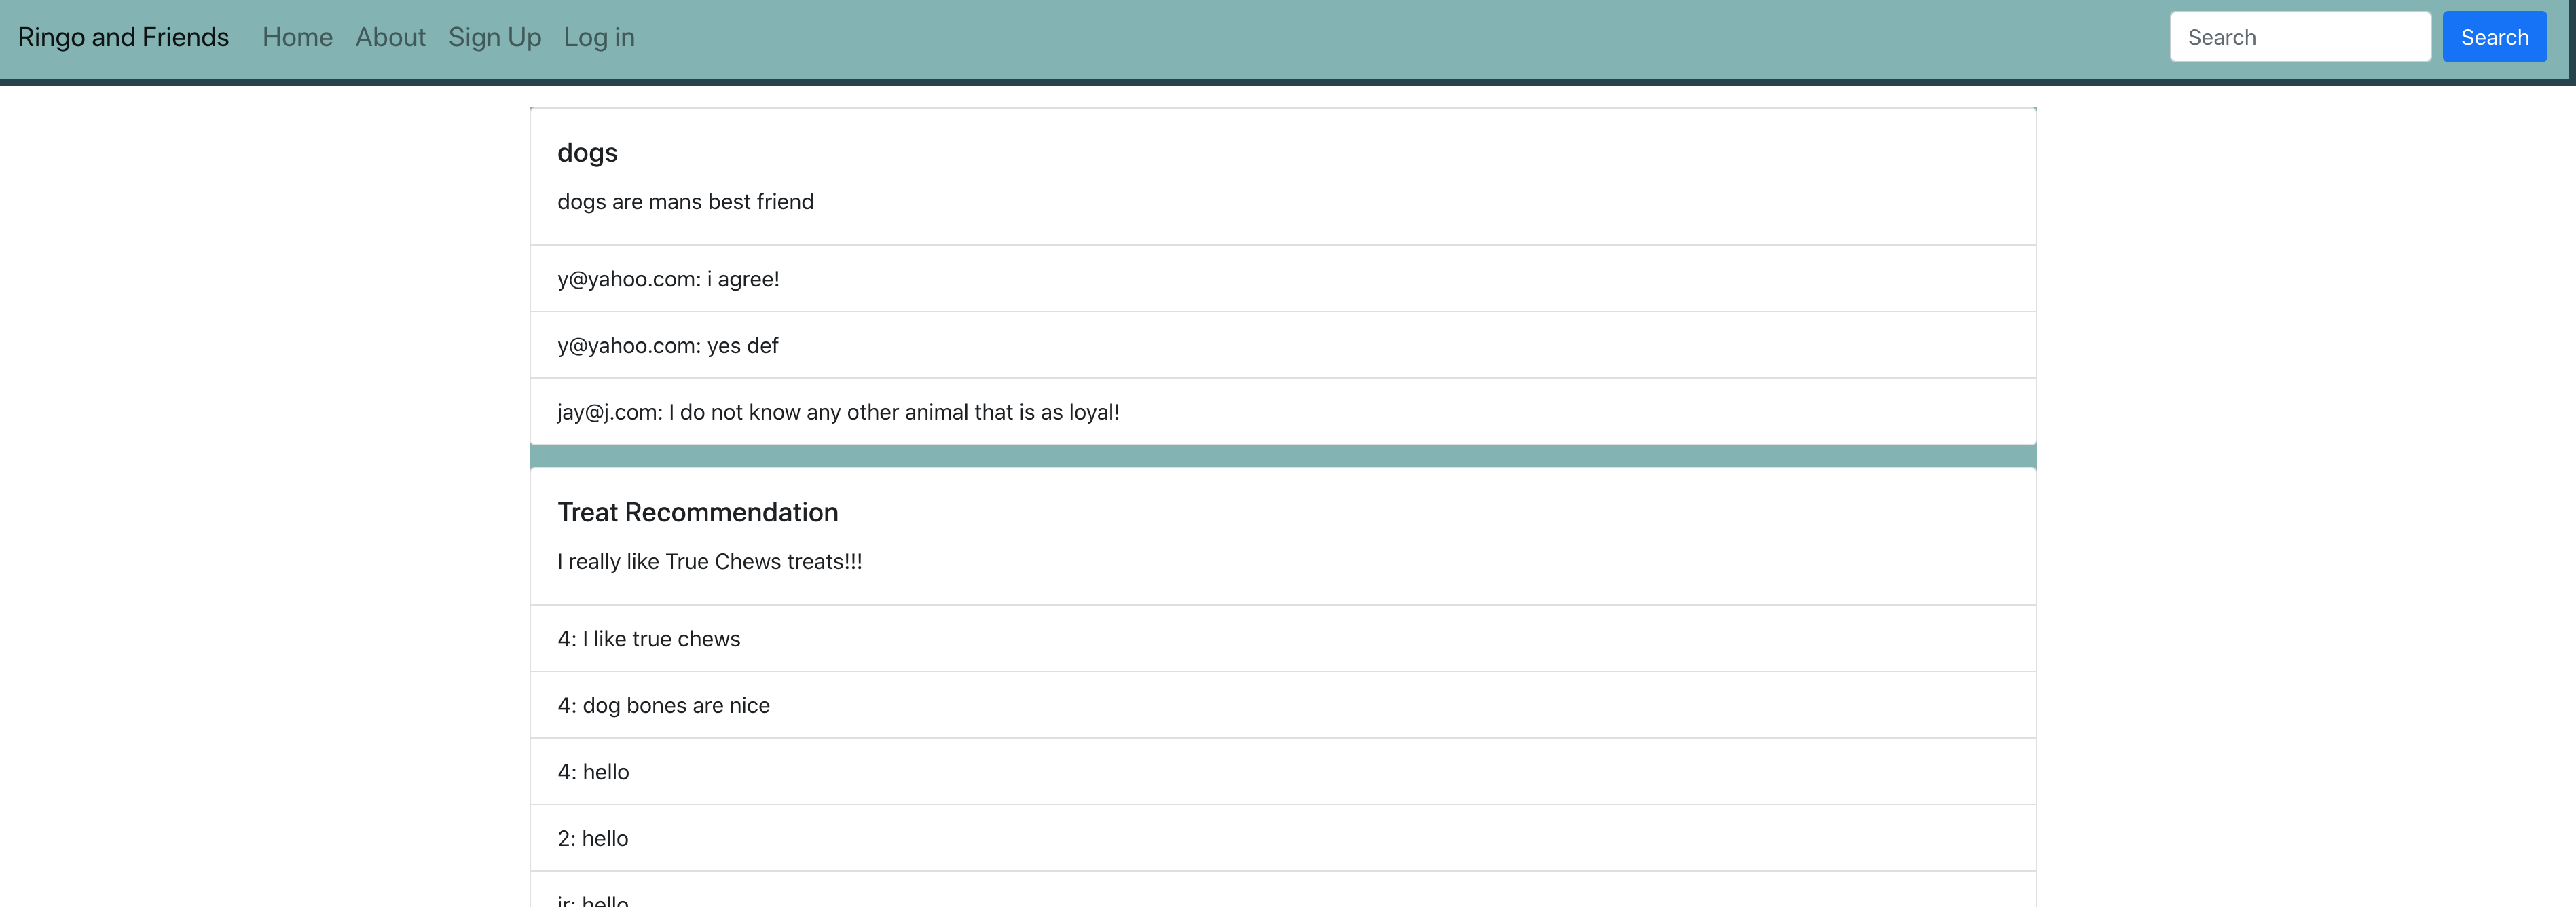 Ringo and Friends Home About Sign Up Log in Search Search
dogs
dogs are mans best friend
y@yahoo.com: i agree!
y@yahoo.com: yes def
jay@j.com: I do not know any other animal that is as loyal!
Treat Recommendation
I really like True Chews treats!!!
4: I like true chews
4: dog bones are nice
4: hello
2: hello
hello